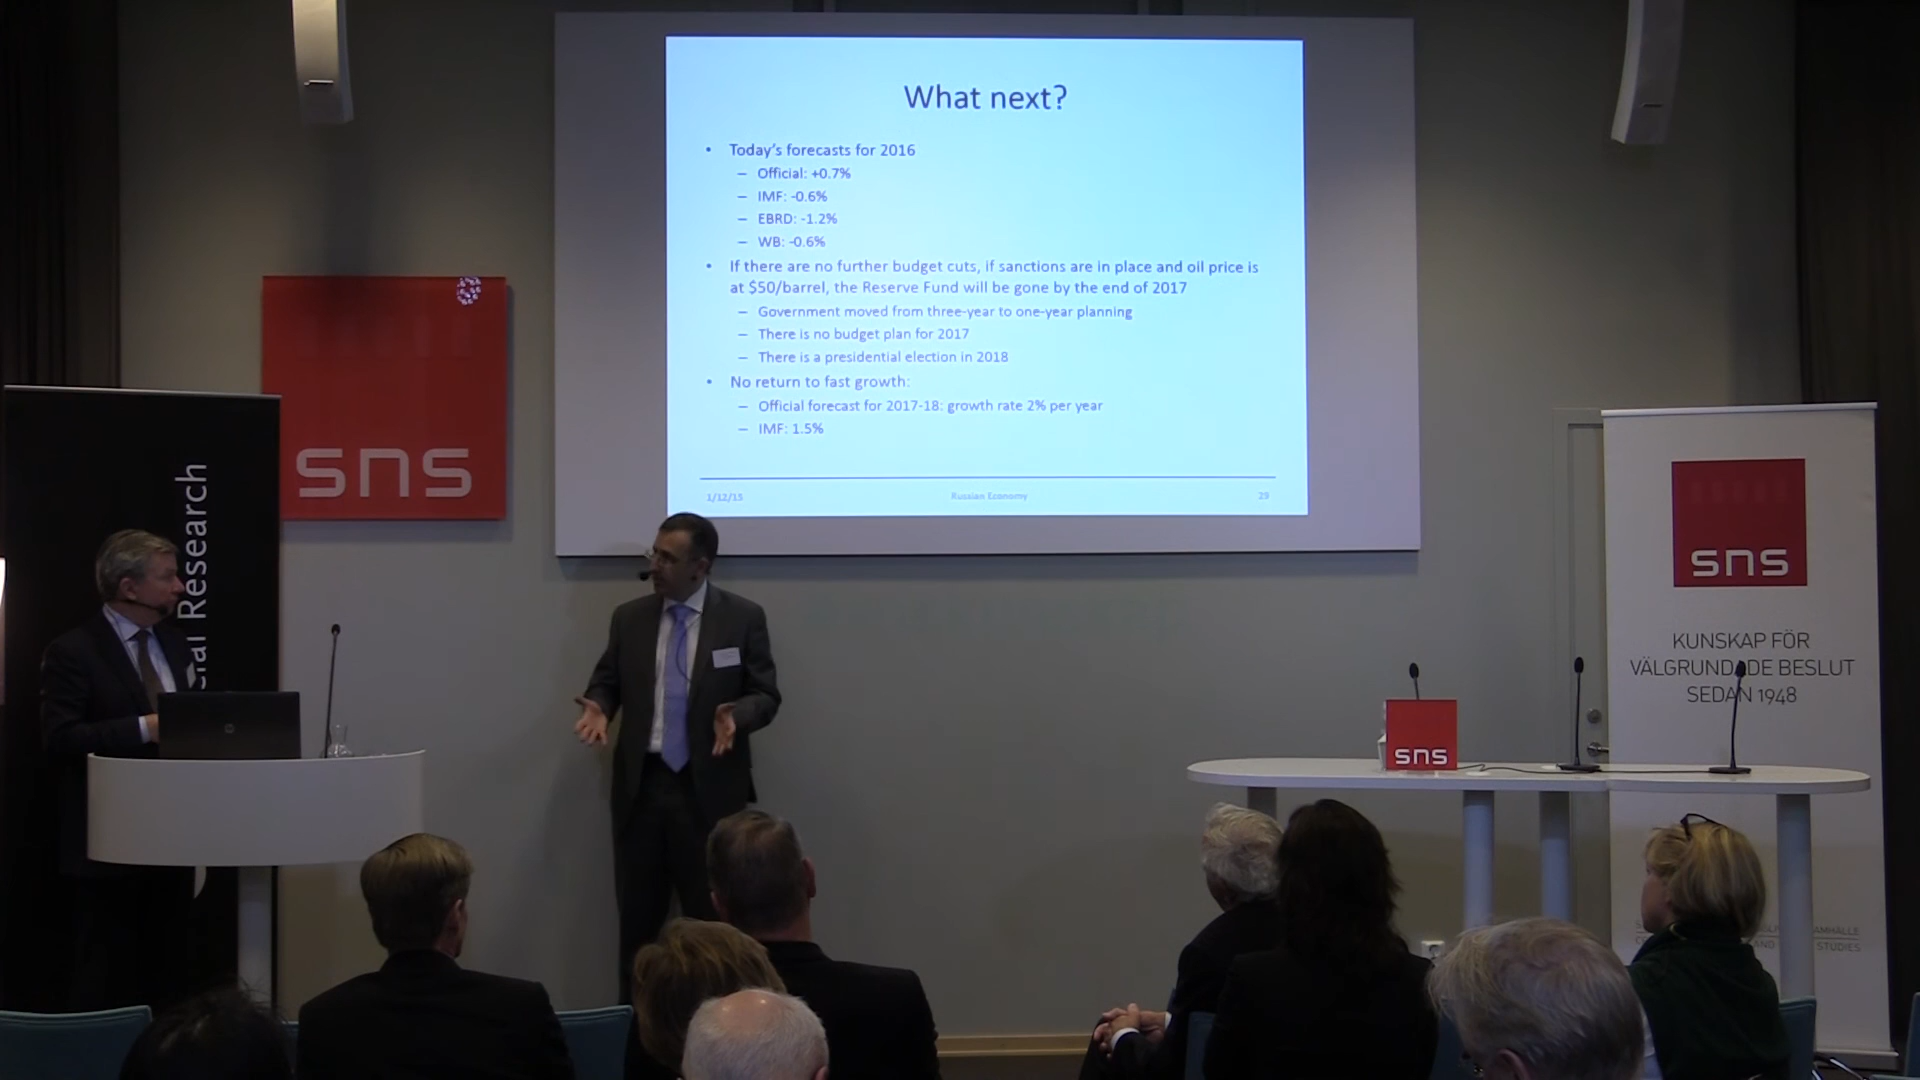 What next?
• Today's forecasts for 2016
– Official: +0.7%
– IMF: -0.6%
– EBRD: -1.2%
– WB: -0.6%
• If there are no further budget cuts, if sanctions are in place and oil price is
at $50/barrel, the Reserve Fund will be gone by the end of 2017
– Government moved from three-year to one-year planning
– There is no budget plan for 2017
– There is a presidential election in 2018
• No return to fast growth:
– Official forecast for 2017-18: growth rate 2% per year
– IMF: 1.5%
1/12/15 Russian Economy 29
sns
Research
sns
KUNSKAP FÖR
VÄLGRUNDADE BESLUT
SEDAN 1948
sns
AMHÄLLE
AND STUDIES